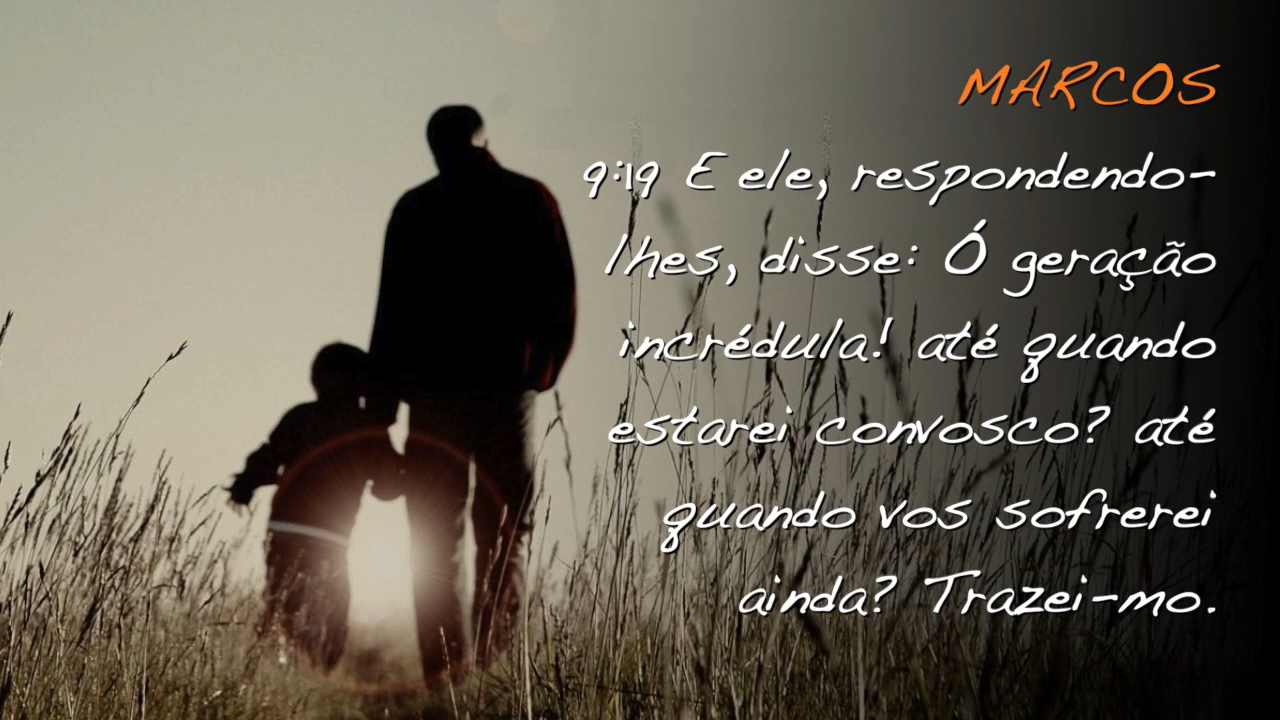 MARCOS
9:19 E ele, respondendo-
lhes, disse: Ó geração
incrédula! até quando
estarei convosco? até
quando vos sofrerei
ainda? Trazei-mo.